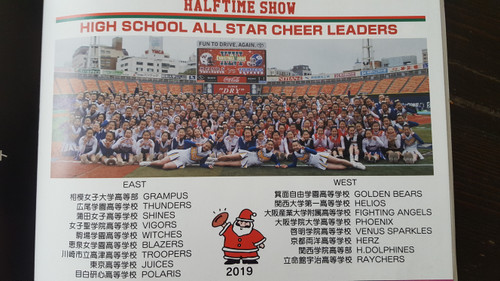 HALFTIME SHOW
HIGH SCHOOL ALL STAR CHEER LEADERS
FUN TO DRIVE, AGAIN.
Coca-Cola
"DRY"
EAST
相模女子大学高等部 GRAMPUS
広尾学園高等学校 THUNDERS
蒲田女子高等学校 SHINES
女子聖学院高等学校 VIGORS
駒場学園高等学校 WITCHES
恵泉女学園高等学校 BLAZERS
川崎市立高津高等学校 TROOPERS
東京高等学校 JUICES
目白研心高等学校 POLARIS
2019
WEST
箕面自由学園高等学校 GOLDEN BEARS
関西大学第一高等学校 HELIOS
大阪産業大学附属高等学校 FIGHTING ANGELS
大阪学院大学高等学校 PHOENIX
啓明学院高等学校 VENUS SPARKLES
京都両洋高等学校 HERZ
関西学院高等部 H.DOLPHINES
立命館宇治高等学校 RAYCHERS